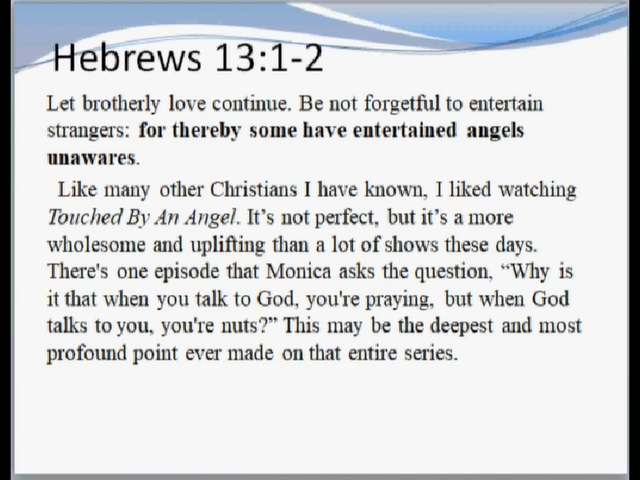 Hebrews 13:1-2
Let brotherly love continue. Be not forgetful to entertain
strangers: for thereby some have entertained angels
unawares.
Like many other Christians I have known, I liked watching
Touched By An Angel. It’s not perfect, but it’s a more
wholesome and uplifting than a lot of shows these days.
There's one episode that Monica asks the question, “Why is
it that when you talk to God, you're praying, but when God
talks to you, you're nuts?” This may be the deepest and most
profound point ever made on that entire series.